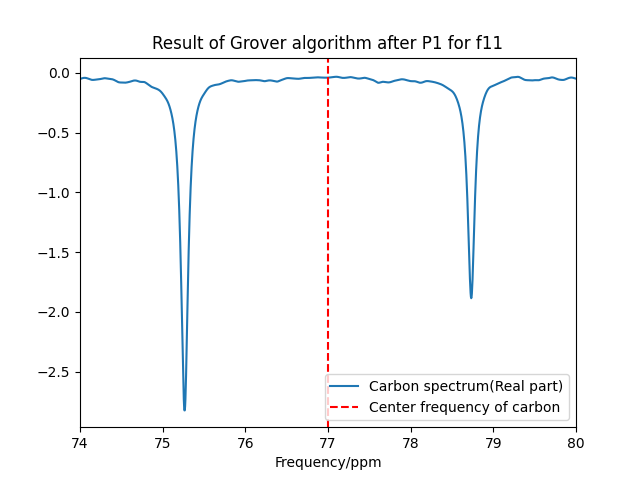 Result of Grover algorithm after P1 for f11
0.0
−0.5
−1.0
−1.5
−2.0
−2.5
Carbon spectrum(Real part)
Center frequency of carbon
74 75 76 77 78 79 80
Frequency/ppm